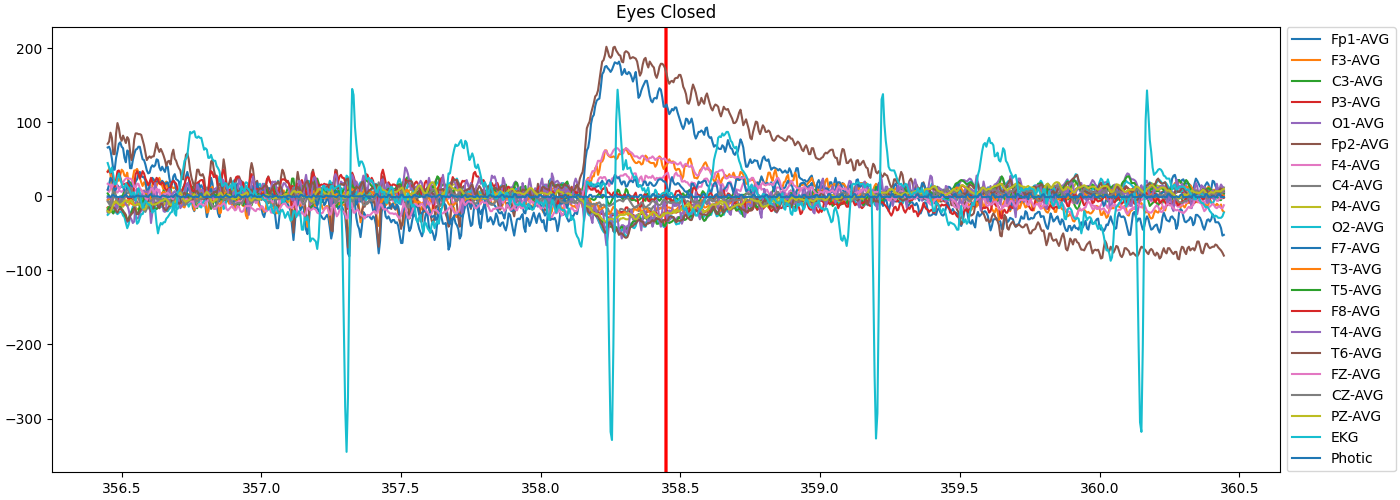 Eyes Closed
200
100
0
−100
−200
−300
356.5
357.0
357.5
358.0
358.5
359.0
359.5
360.0
360.5
Fp1-AVG
F3-AVG
C3-AVG
P3-AVG
O1-AVG
Fp2-AVG
F4-AVG
C4-AVG
P4-AVG
O2-AVG
F7-AVG
T3-AVG
T5-AVG
F8-AVG
T4-AVG
T6-AVG
FZ-AVG
CZ-AVG
PZ-AVG
EKG
Photic